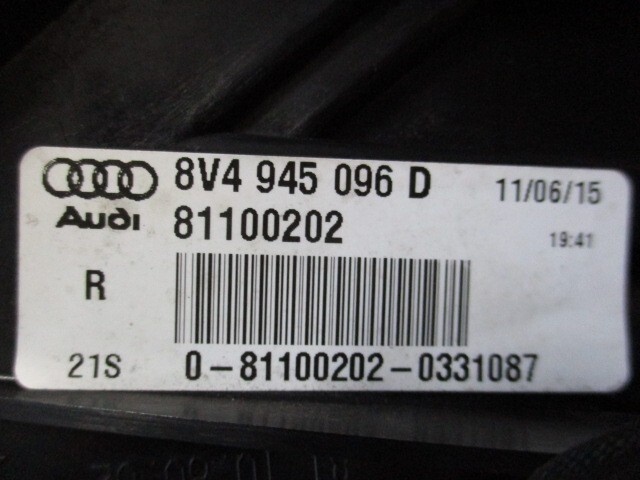 8V4 945 096 D 11/06/15
Audi 81100202 19:41
R
21S 0-81100202-0331087